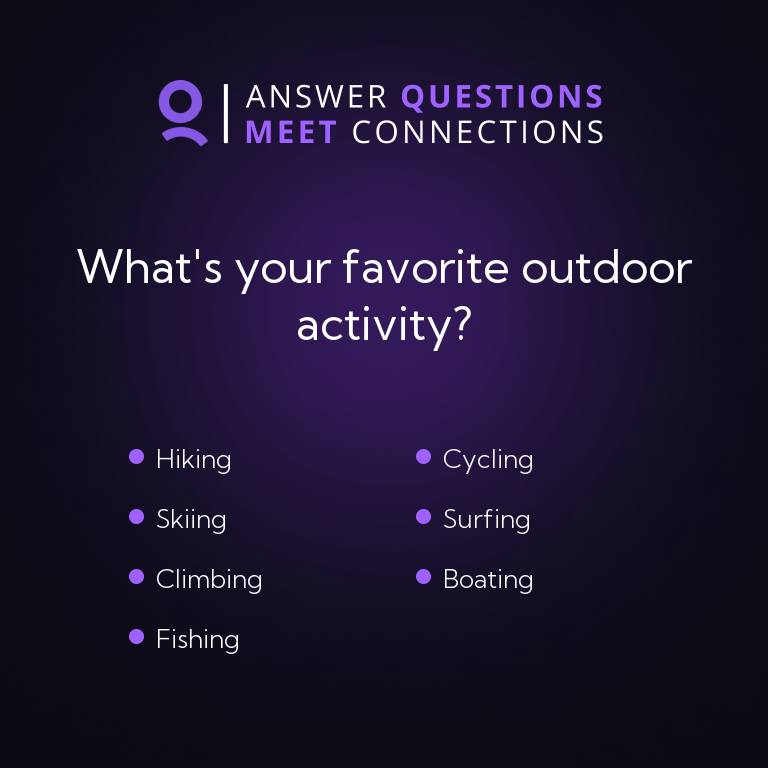 ANSWER QUESTIONS
MEET CONNECTIONS
What's your favorite outdoor
activity?
Hiking
Skiing
Climbing
Fishing
Cycling
Surfing
Boating